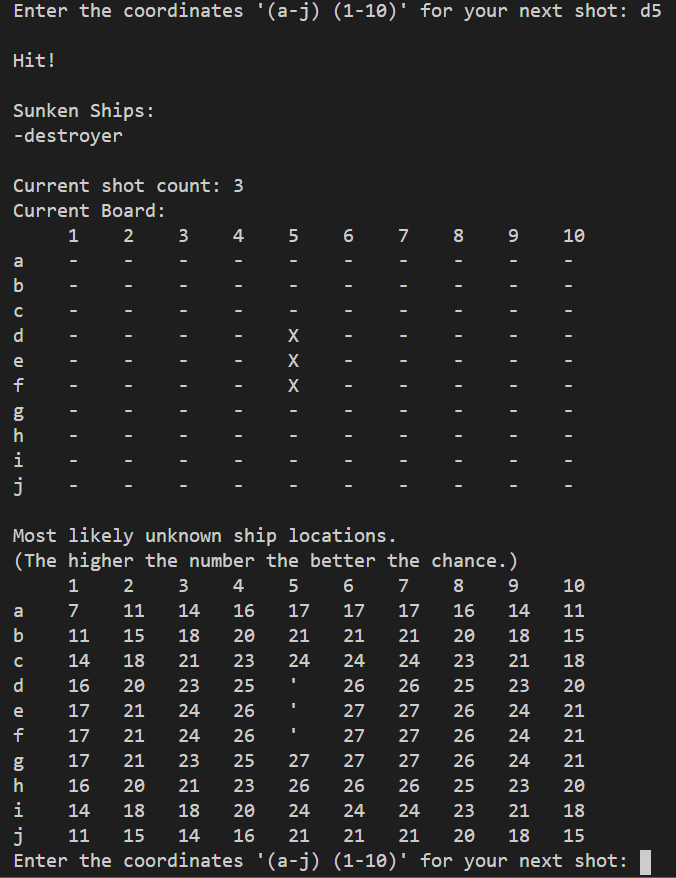 Enter the coordinates '(a-j) (1-10)' for your next shot: d5
Hit!
Sunken Ships:
-destroyer
Current shot count: 3
Current Board:
1 2 3 4 5 6 7 8 9 10
a - - - - - - - - - -
b - - - - - - - - - -
c - - - - - - - - - -
d - - - - X - - - - -
e - - - - X - - - - -
f - - - - X - - - - -
g - - - - - - - - - -
h - - - - - - - - - -
i - - - - - - - - - -
j - - - - - - - - - -
Most likely unknown ship locations.
(The higher the number the better the chance.)
1 2 3 4 5 6 7 8 9 10
a 7 11 14 16 17 17 17 16 14 11
b 11 15 18 20 21 21 21 20 18 15
c 14 18 21 23 24 24 24 23 21 18
d 16 20 23 25 ' 26 26 25 23 20
e 17 21 24 26 ' 27 27 26 24 21
f 17 21 24 26 ' 27 27 26 24 21
g 17 21 23 25 27 27 27 26 24 21
h 16 20 21 23 26 26 26 25 23 20
i 14 18 18 20 24 24 24 23 21 18
j 11 15 14 16 21 21 21 20 18 15
Enter the coordinates '(a-j) (1-10)' for your next shot: